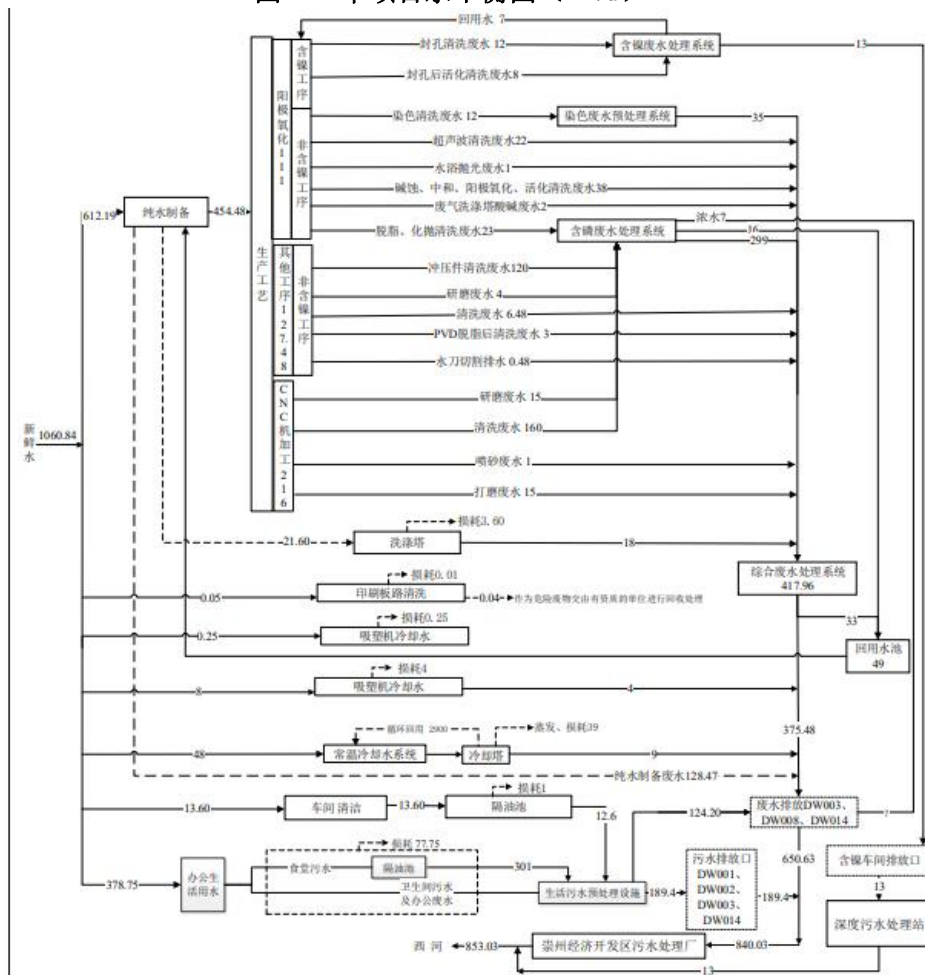 回用水 7
封孔清洗废水 12
含镍废水处理系统
13
含镍工序
封孔后活化清洗废水8
阳极氧化111
染色清洗废水 12
染色废水预处理系统
35
超声波清洗废水22
非含镍工序
水浴抛光废水1
碱蚀、中和、阳极氧化、活化清洗废水38
废气洗涤塔酸碱废水2
612.19
纯水制备
454.48
浓水7
脱脂、化抛清洗废水23
含磷废水处理系统
16
299
生产工艺
其他工序127.48
非含镍工序
冲压件清洗废水120
研磨废水 4
清洗废水 6.48
PVD脱脂后清洗废水 3
水刀切割排水 0.48
CNC机加工216
研磨废水 15
清洗废水 160
喷砂废水 1
打磨废水 15
新鲜水
1060.84
损耗3.60
21.60
洗涤塔
18
综合废水处理系统
417.96
损耗0.01
0.05
印刷板路清洗
0.04
作为危险废物交由有资质的单位进行回收处理
33
损耗0.25
0.25
吸塑机冷却水
回用水池
49
损耗4
8
吸塑机冷却水
4
375.48
循环回用 2900
蒸发、损耗39
48
常温冷却水系统
冷却塔
9
纯水制备废水128.47
损耗1
13.60
车间 清洁
13.60
隔油池
12.6
124.20
废水排放DW003、
DW008、DW014
7
损耗 77.75
650.63
378.75
办公生
活用水
食堂污水
隔油池
301
卫生间污水
及办公废水
生活污水预处理设施
189.4
污水排放口
DW001、
DW002、
DW003、
DW014
189.4
含镍车间排放口
13
深度污水处理站
西 河
853.03
崇州经济开发区污水处理厂
840.03
13